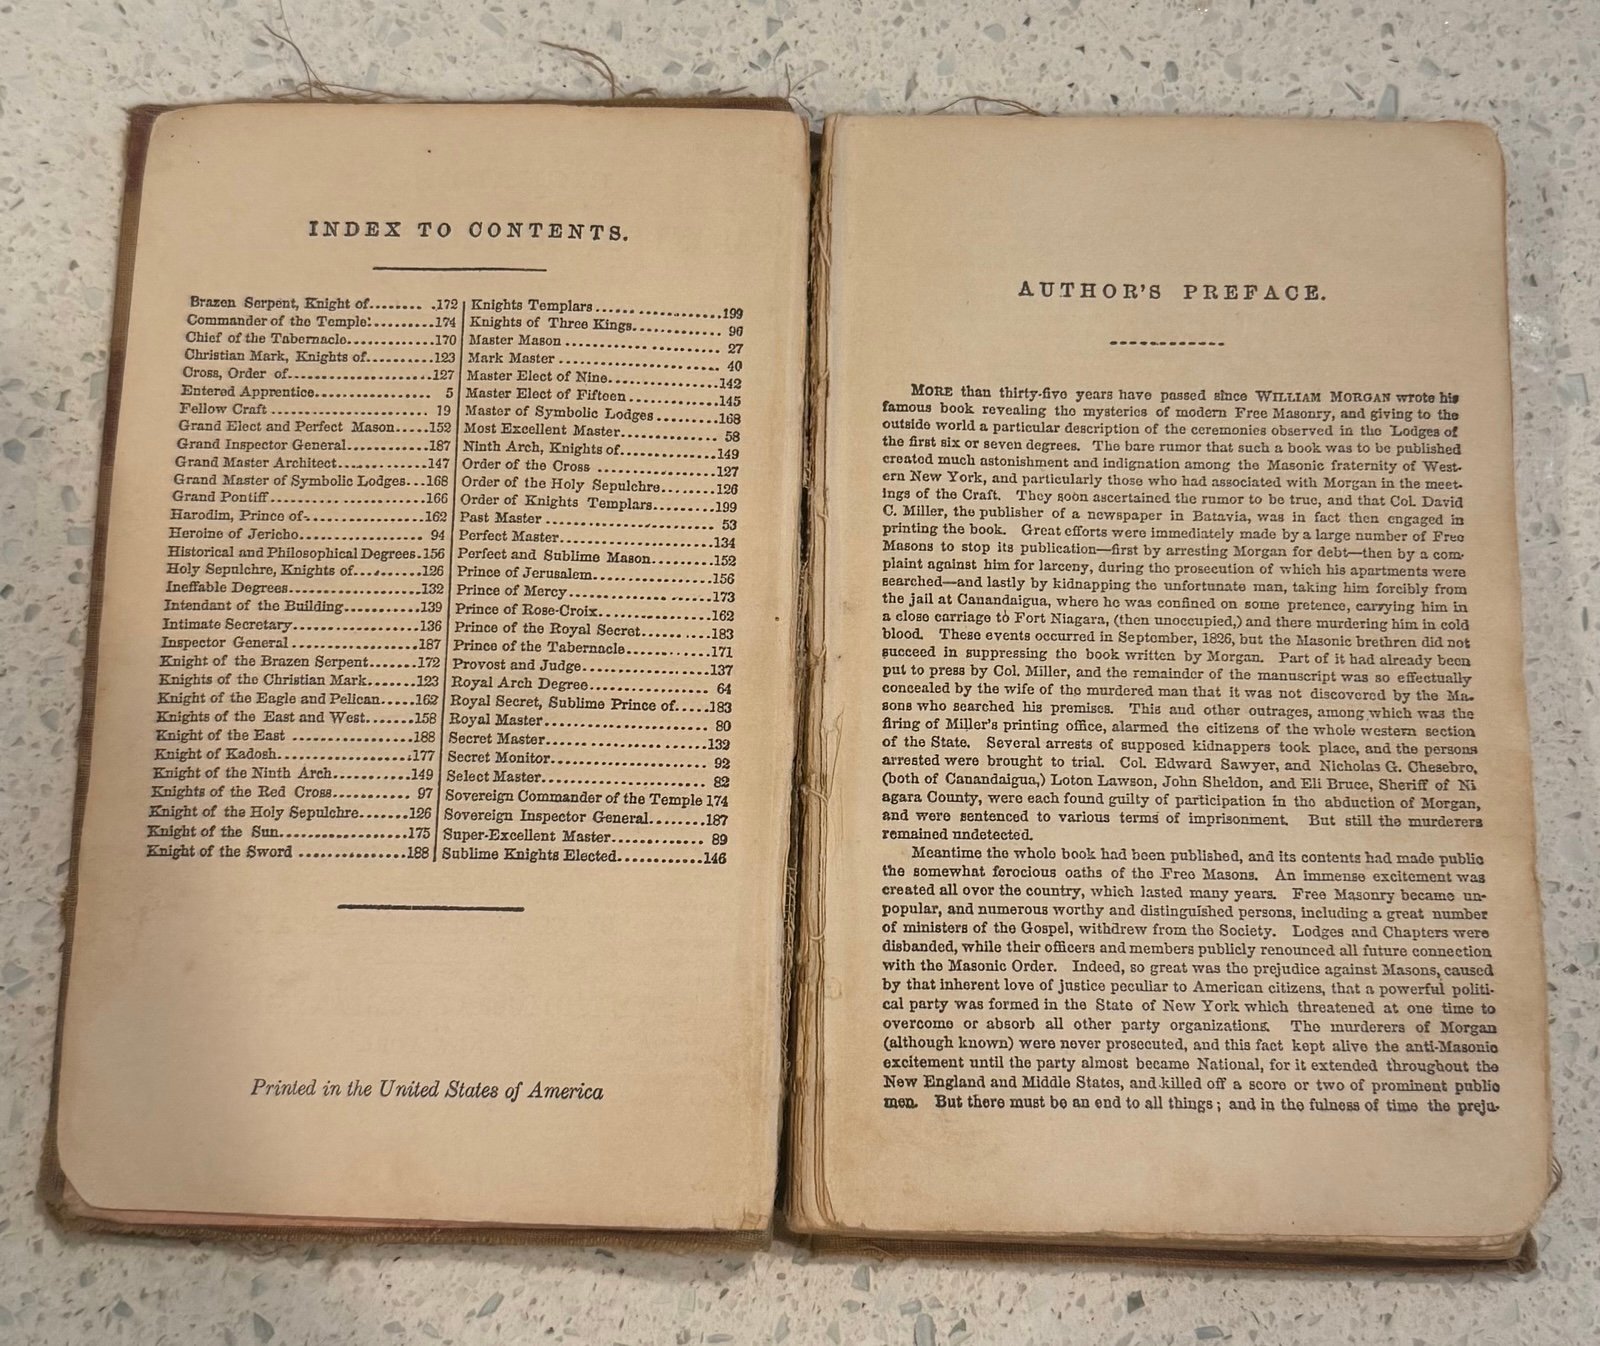 INDEX TO CONTENTS.
Brazen Serpent, Knight of........ .172
Commander of the Temple:..........174
Chief of the Tabernacle.............170
Christian Mark, Knights of.........123
Cross, Order of.....................127
Entered Apprentice................. 5
Fellow Craft ...................... 19
Grand Elect and Perfect Mason.....152
Grand Inspector General............187
Grand Master Architect.............147
Grand Master of Symbolic Lodges...168
Grand Pontiff......................166
Harodim, Prince of.................162
Heroine of Jericho................. 94
Historical and Philosophical Degrees.156
Holy Sepulchre, Knights of.........126
Ineffable Degrees...................132
Intendant of the Building...........139
Intimate Secretary..................136
Inspector General...................187
Knight of the Brazen Serpent.......172
Knights of the Christian Mark.......123
Knight of the Eagle and Pelican.....162
Knights of the East and West.......158
Knight of the East .................188
Knight of Kadosh...................177
Knight of the Ninth Arch...........149
Knights of the Red Cross........... 97
Knight of the Holy Sepulchre.......126
Knight of the Sun..................175
Knight of the Sword ...............188
Knights Templars...................199
Knights of Three Kings............. 96
Master Mason ...................... 27
Mark Master ....................... 40
Master Elect of Nine...............142
Master Elect of Fifteen ............145
Master of Symbolic Lodges .........168
Most Excellent Master.............. 58
Ninth Arch, Knights of.............149
Order of the Cross .................127
Order of the Holy Sepulchre........126
Order of Knights Templars..........199
Past Master ....................... 53
Perfect Master.....................134
Perfect and Sublime Mason..........152
Prince of Jerusalem................156
Prince of Mercy....................173
Prince of Rose-Croix...............162
Prince of the Royal Secret.........183
Prince of the Tabernacle...........171
Provost and Judge..................137
Royal Arch Degree.................. 64
Royal Secret, Sublime Prince of.....183
Royal Master....................... 80
Secret Master......................132
Secret Monitor..................... 92
Select Master...................... 82
Sovereign Commander of the Temple 174
Sovereign Inspector General........187
Super-Excellent Master............. 89
Sublime Knights Elected............146
Printed in the United States of America
AUTHOR'S PREFACE.
MORE than thirty-five years have passed since WILLIAM MORGAN wrote his
famous book revealing the mysteries of modern Free Masonry, and giving to the
outside world a particular description of the ceremonies observed in the Lodges of
the first six or seven degrees. The bare rumor that such a book was to be published
created much astonishment and indignation among the Masonic fraternity of West-
ern New York, and particularly those who had associated with Morgan in the meet-
ings of the Craft. They soon ascertained the rumor to be true, and that Col. David
C. Miller, the publisher of a newspaper in Batavia, was in fact then engaged in
printing the book. Great efforts were immediately made by a large number of Free
Masons to stop its publication—first by arresting Morgan for debt—then by a com-
plaint against him for larceny, during the prosecution of which his apartments were
searched—and lastly by kidnapping the unfortunate man, taking him forcibly from
the jail at Canandaigua, where he was confined on some pretence, carrying him in
a close carriage to Fort Niagara, (then unoccupied,) and there murdering him in cold
blood. These events occurred in September, 1826, but the Masonic brethren did not
succeed in suppressing the book written by Morgan. Part of it had already been
put to press by Col. Miller, and the remainder of the manuscript was so effectually
concealed by the wife of the murdered man that it was not discovered by the Ma-
sons who searched his premises. This and other outrages, among which was the
firing of Miller's printing office, alarmed the citizens of the whole western section
of the State. Several arrests of supposed kidnappers took place, and the persons
arrested were brought to trial. Col. Edward Sawyer, and Nicholas G. Chesebro,
(both of Canandaigua,) Loton Lawson, John Sheldon, and Eli Bruce, Sheriff of Ni
agara County, were each found guilty of participation in the abduction of Morgan,
and were sentenced to various terms of imprisonment. But still the murderers
remained undetected.
Meantime the whole book had been published, and its contents had made public
the somewhat ferocious oaths of the Free Masons. An immense excitement was
created all over the country, which lasted many years. Free Masonry became un-
popular, and numerous worthy and distinguished persons, including a great number
of ministers of the Gospel, withdrew from the Society. Lodges and Chapters were
disbanded, while their officers and members publicly renounced all future connection
with the Masonic Order. Indeed, so great was the prejudice against Masons, caused
by that inherent love of justice peculiar to American citizens, that a powerful politi-
cal party was formed in the State of New York which threatened at one time to
overcome or absorb all other party organizations. The murderers of Morgan
(although known) were never prosecuted, and this fact kept alive the anti-Masonic
excitement until the party almost became National, for it extended throughout the
New England and Middle States, and killed off a score or two of prominent public
men. But there must be an end to all things; and in the fulness of time the preju-